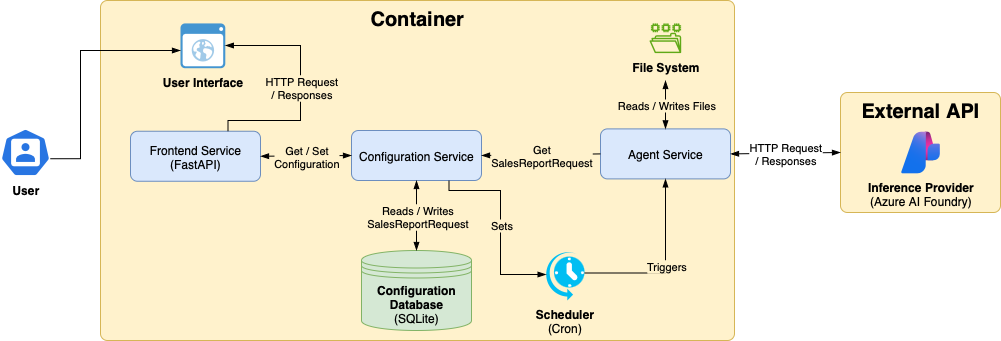 Container
User Interface
HTTP Request
/ Responses
File System
Reads / Writes Files
External API
Frontend Service
(FastAPI)
Get / Set
Configuration
Configuration Service
Get
SalesReportRequest
Agent Service
HTTP Request
/ Responses
Inference Provider
(Azure AI Foundry)
User
Reads / Writes
SalesReportRequest
Sets
Triggers
Configuration
Database
(SQLite)
Scheduler
(Cron)